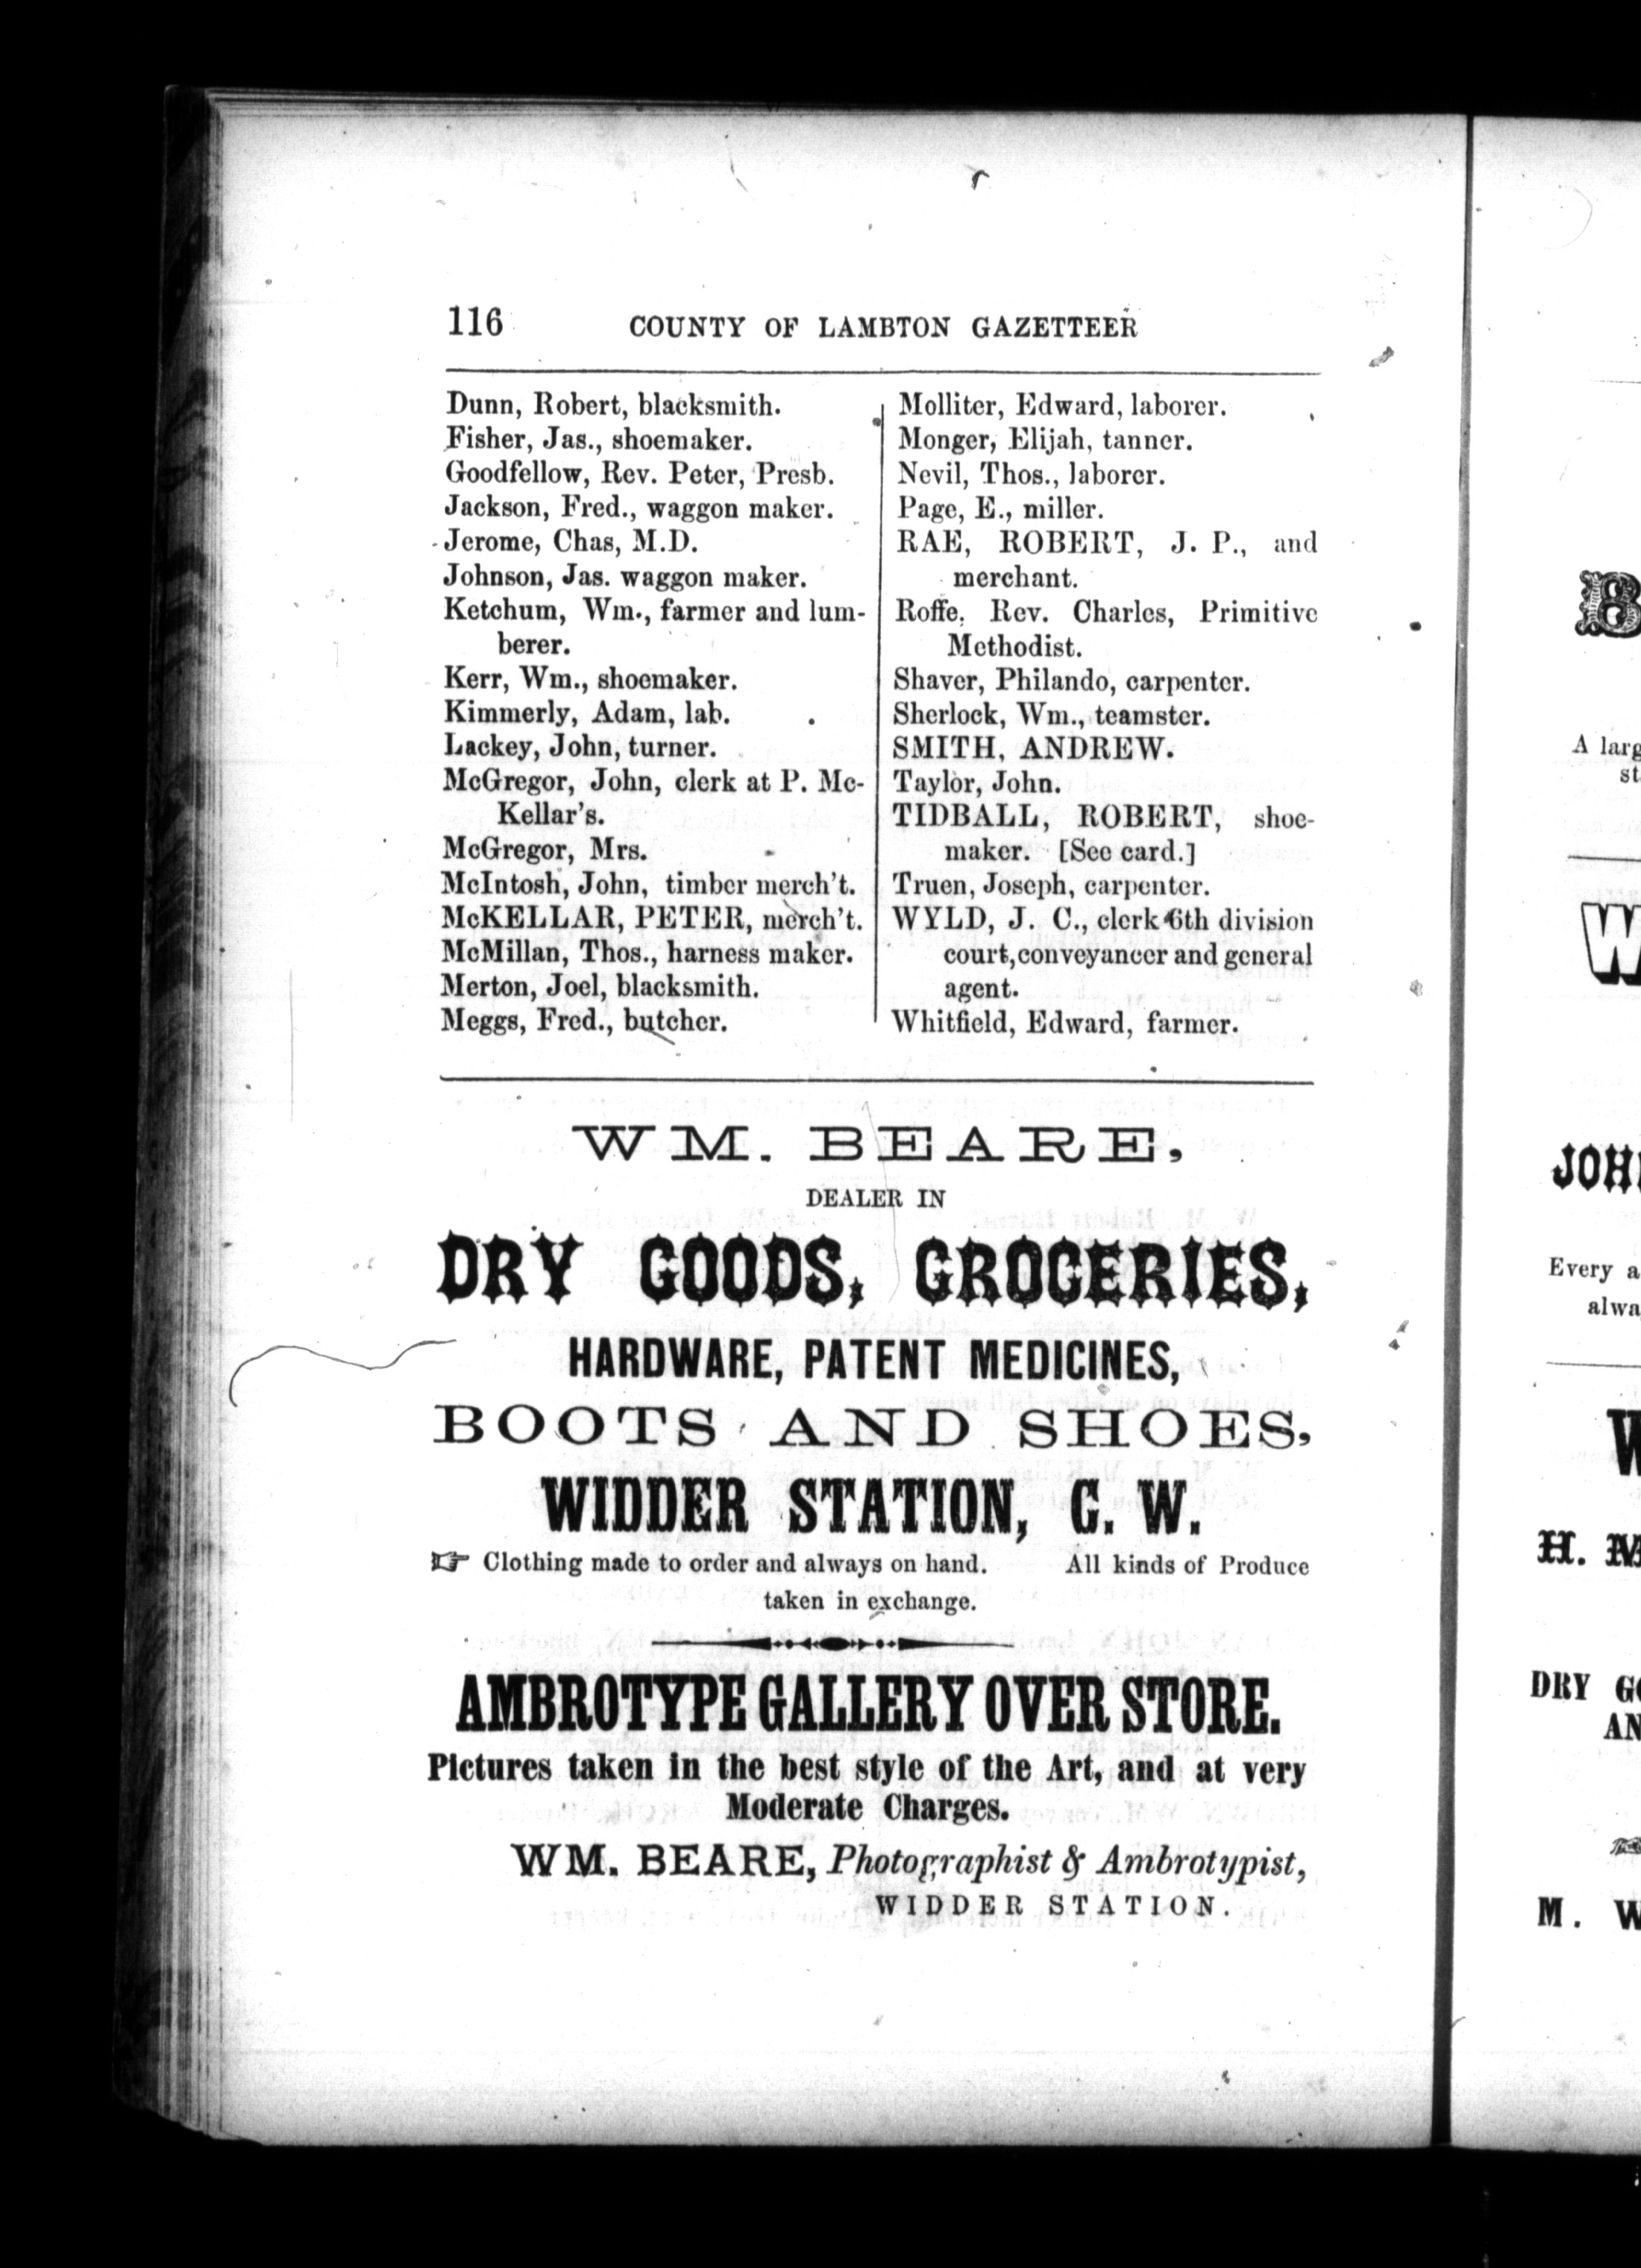 116 COUNTY OF LAMBTON GAZETTEER
Dunn, Robert, blacksmith.
Fisher, Jas., shoemaker.
Goodfellow, Rev. Peter, Presb.
Jackson, Fred., waggon maker.
Jerome, Chas, M.D.
Johnson, Jas. waggon maker.
Ketchum, Wm., farmer and lum-
berer.
Kerr, Wm., shoemaker.
Kimmerly, Adam, lab.
Lackey, John, turner.
McGregor, John, clerk at P. Mc-
Kellar's.
McGregor, Mrs.
McIntosh, John, timber merch't.
McKELLAR, PETER, merch't.
McMillan, Thos., harness maker.
Merton, Joel, blacksmith.
Meggs, Fred., butcher.
Molliter, Edward, laborer.
Monger, Elijah, tanner.
Nevil, Thos., laborer.
Page, E., miller.
RAE, ROBERT, J. P., and
merchant.
Roffe, Rev. Charles, Primitive
Methodist.
Shaver, Philando, carpenter.
Sherlock, Wm., teamster.
SMITH, ANDREW.
Taylor, John.
TIDBALL, ROBERT, shoe-
maker. [See card.]
Truen, Joseph, carpenter.
WYLD, J. C., clerk 6th division
court, conveyancer and general
agent.
Whitfield, Edward, farmer.
WM. BEARE,
DEALER IN
DRY GOODS, GROCERIES,
HARDWARE, PATENT MEDICINES,
BOOTS AND SHOES,
WIDDER STATION, C. W.
☞ Clothing made to order and always on hand. All kinds of Produce
taken in exchange.
AMBROTYPE GALLERY OVER STORE.
Pictures taken in the best style of the Art, and at very
Moderate Charges.
WM. BEARE, Photographist & Ambrotypist,
WIDDER STATION.
B
A larg
st
W
JOH
Every a
alwa
W
H. M
DRY G
AN
M. W